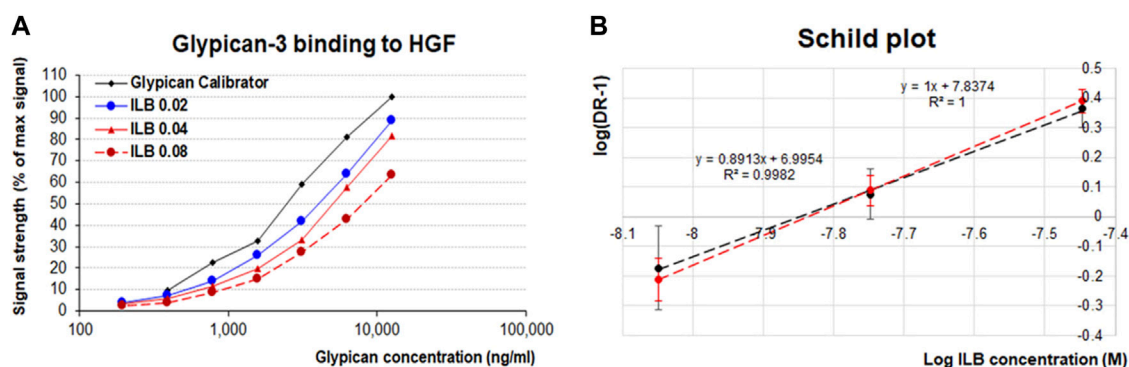 A
Glypican-3 binding to HGF
Signal strength (% of max signal)
110
100
90
80
70
60
50
40
30
20
10
0
Glypican Calibrator
ILB 0.02
ILB 0.04
ILB 0.08
100 1,000 10,000 100,000
Glypican concentration (ng/ml)
B
Schild plot
log(DR-1)
y = 1x + 7.8374
R² = 1
y = 0.8913x + 6.9954
R² = 0.9982
0.5
0.4
0.3
0.2
0.1
0
-0.1
-0.2
-0.3
-0.4
-8.1 -8 -7.9 -7.8 -7.7 -7.6 -7.5 -7.4
Log ILB concentration (M)